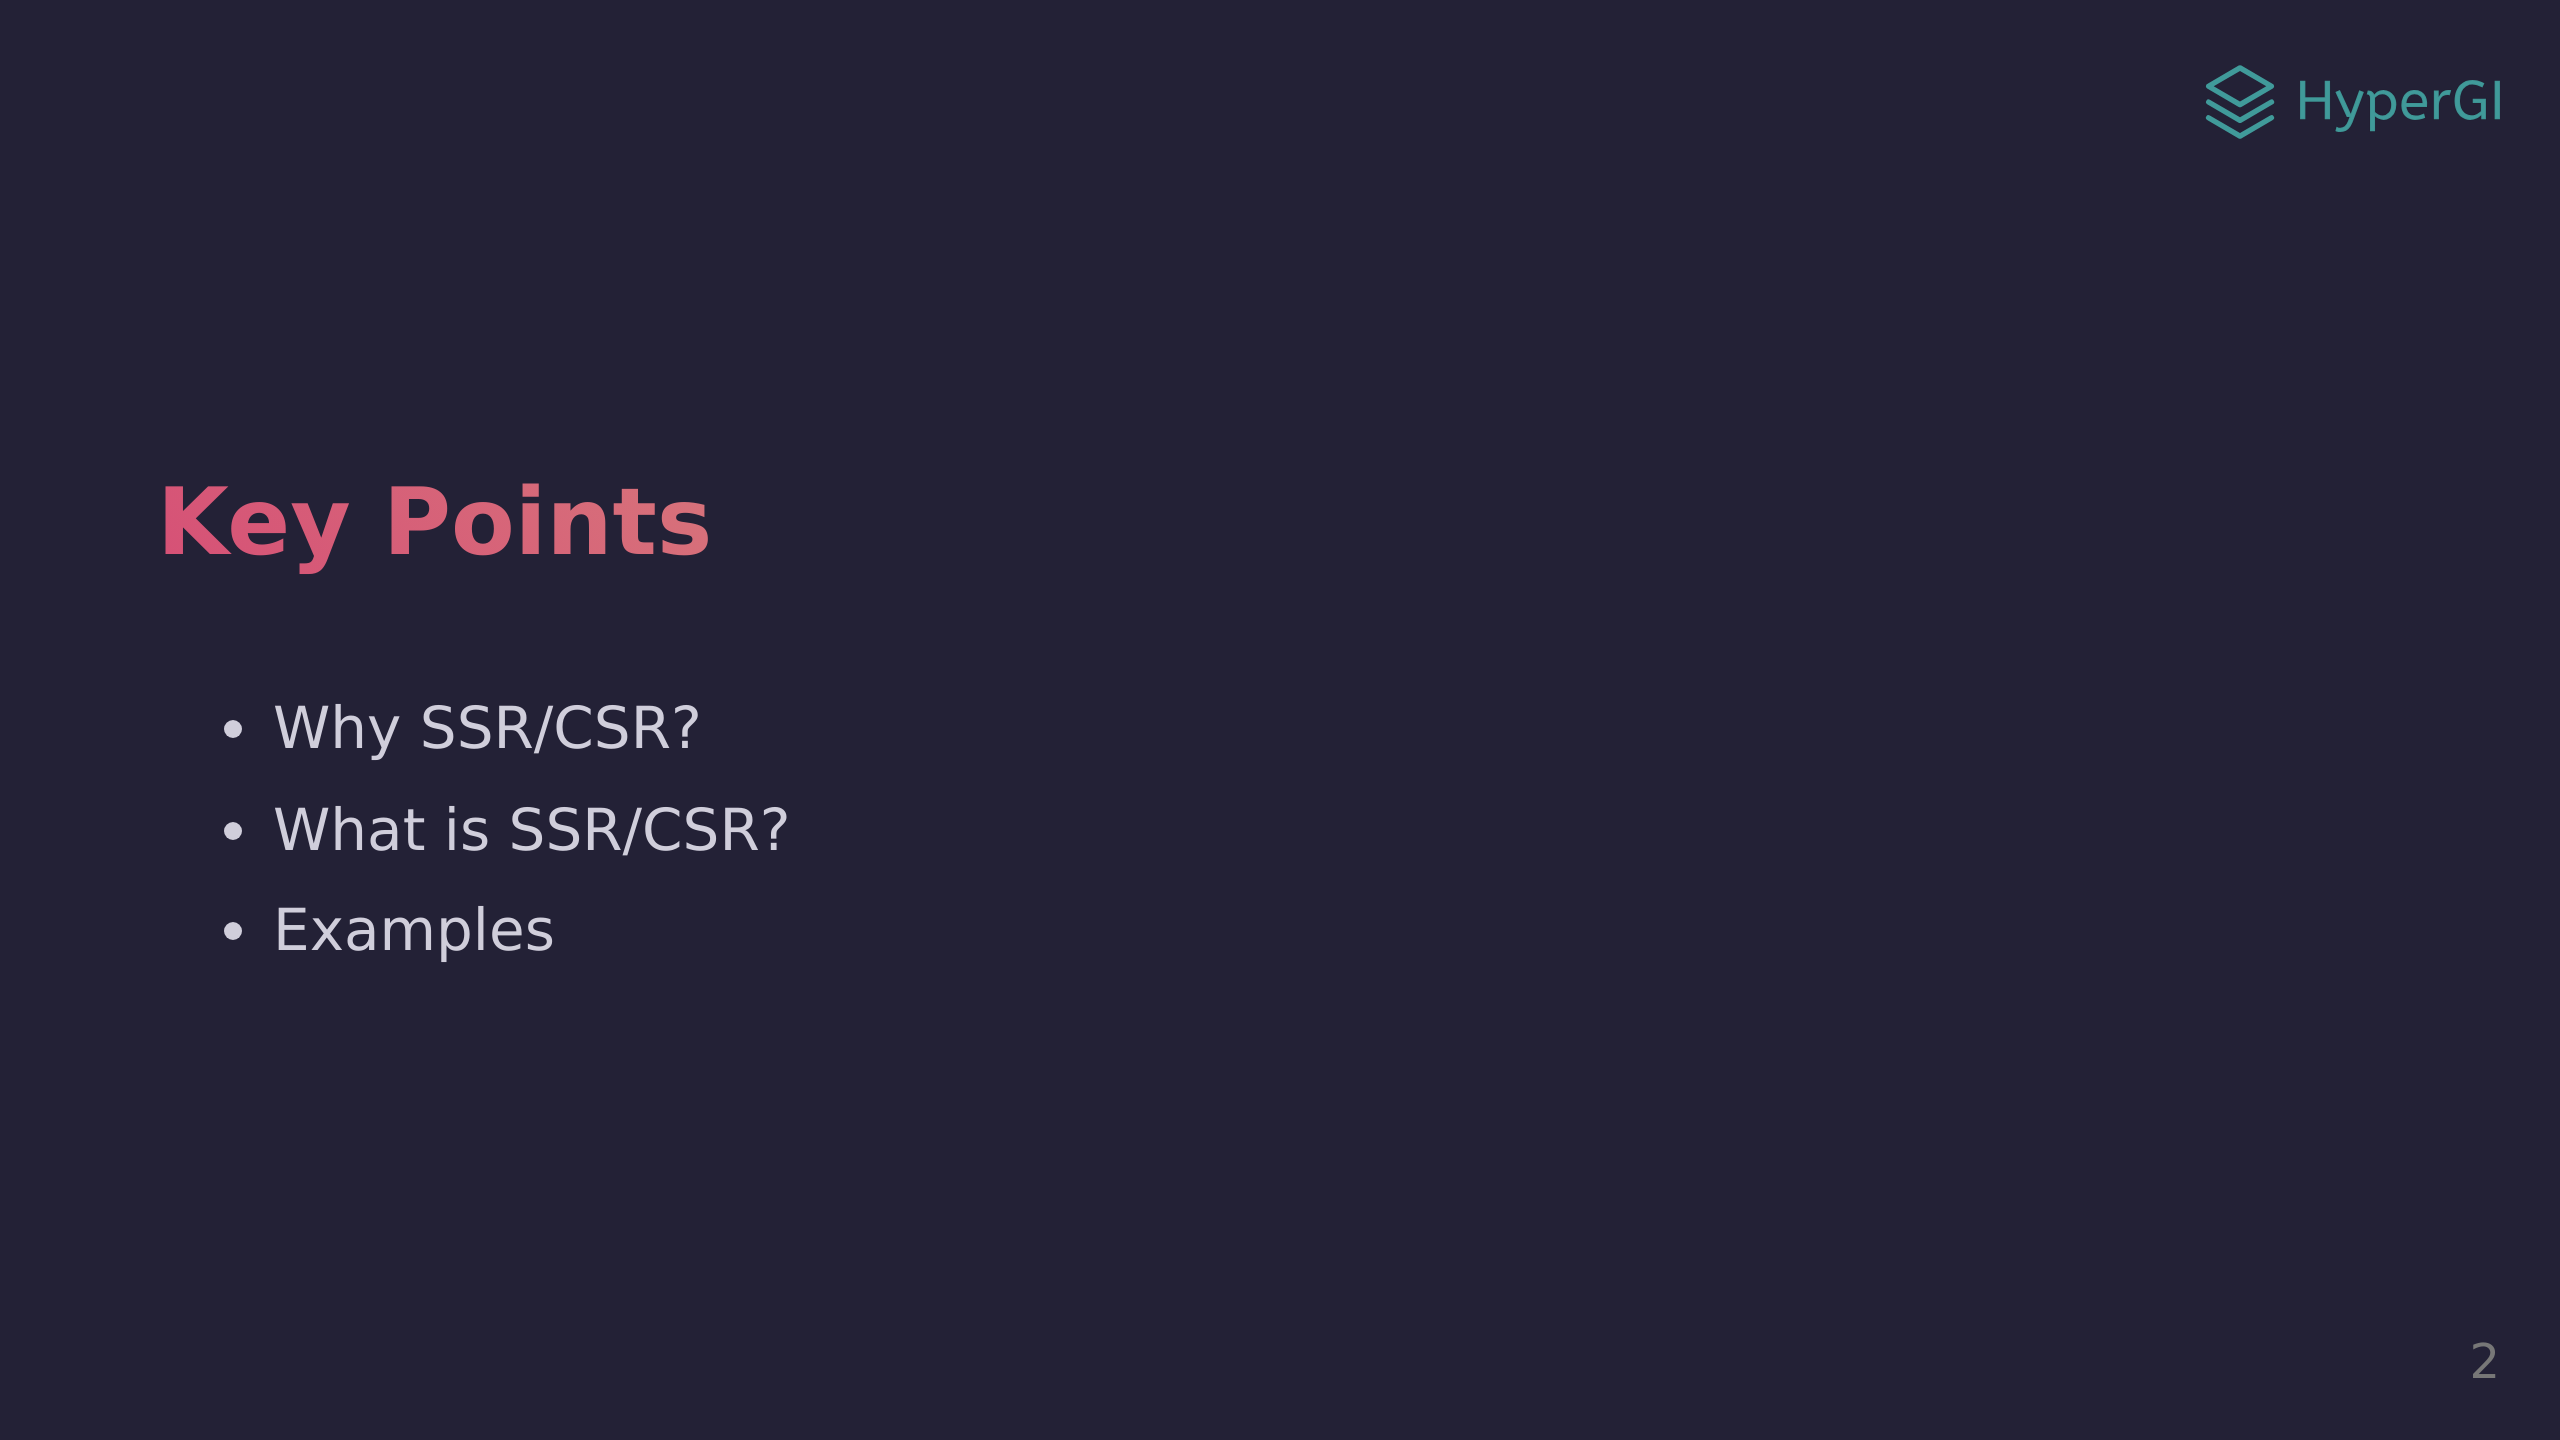 HyperGI
Key Points
• Why SSR/CSR?
• What is SSR/CSR?
• Examples
2